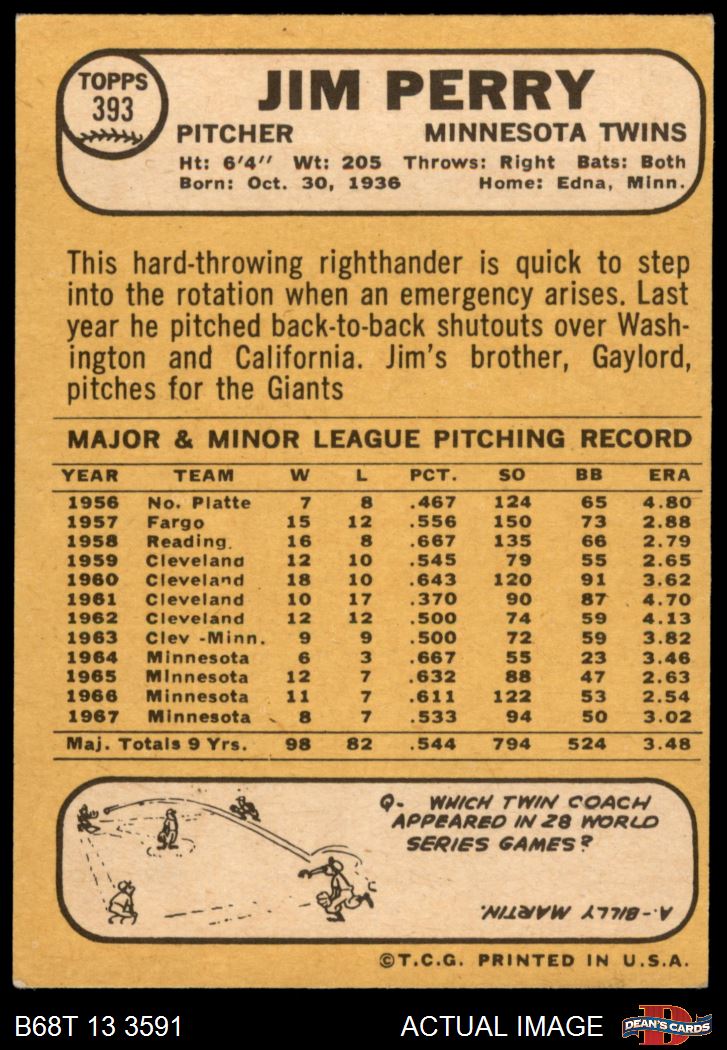 TOPPS
393
JIM PERRY
PITCHER MINNESOTA TWINS
Ht: 6'4" Wt: 205 Throws: Right Bats: Both
Born: Oct. 30, 1936 Home: Edna, Minn.
This hard-throwing righthander is quick to step
into the rotation when an emergency arises. Last
year he pitched back-to-back shutouts over Wash-
ington and California. Jim's brother, Gaylord,
pitches for the Giants
MAJOR & MINOR LEAGUE PITCHING RECORD
YEAR TEAM W L PCT. SO BB ERA
1956 No. Platte 7 8 .467 124 65 4.80
1957 Fargo 15 12 .556 150 73 2.88
1958 Reading. 16 8 .667 135 66 2.79
1959 Cleveland 12 10 .545 79 55 2.65
1960 Cleveland 18 10 .643 120 91 3.62
1961 Cleveland 10 17 .370 90 87 4.70
1962 Cleveland 12 12 .500 74 59 4.13
1963 Clev -Minn. 9 9 .500 72 59 3.82
1964 Minnesota 6 3 .667 55 23 3.46
1965 Minnesota 12 7 .632 88 47 2.63
1966 Minnesota 11 7 .611 122 53 2.54
1967 Minnesota 8 7 .533 94 50 3.02
Maj. Totals 9 Yrs. 98 82 .544 794 524 3.48
Q- WHICH TWIN COACH
APPEARED IN 28 WORLD
SERIES GAMES?
A-BILLY MARTIN.
©T.C.G. PRINTED IN U.S.A.
B68T 13 3591 ACTUAL IMAGE D DEAN'S CARDS